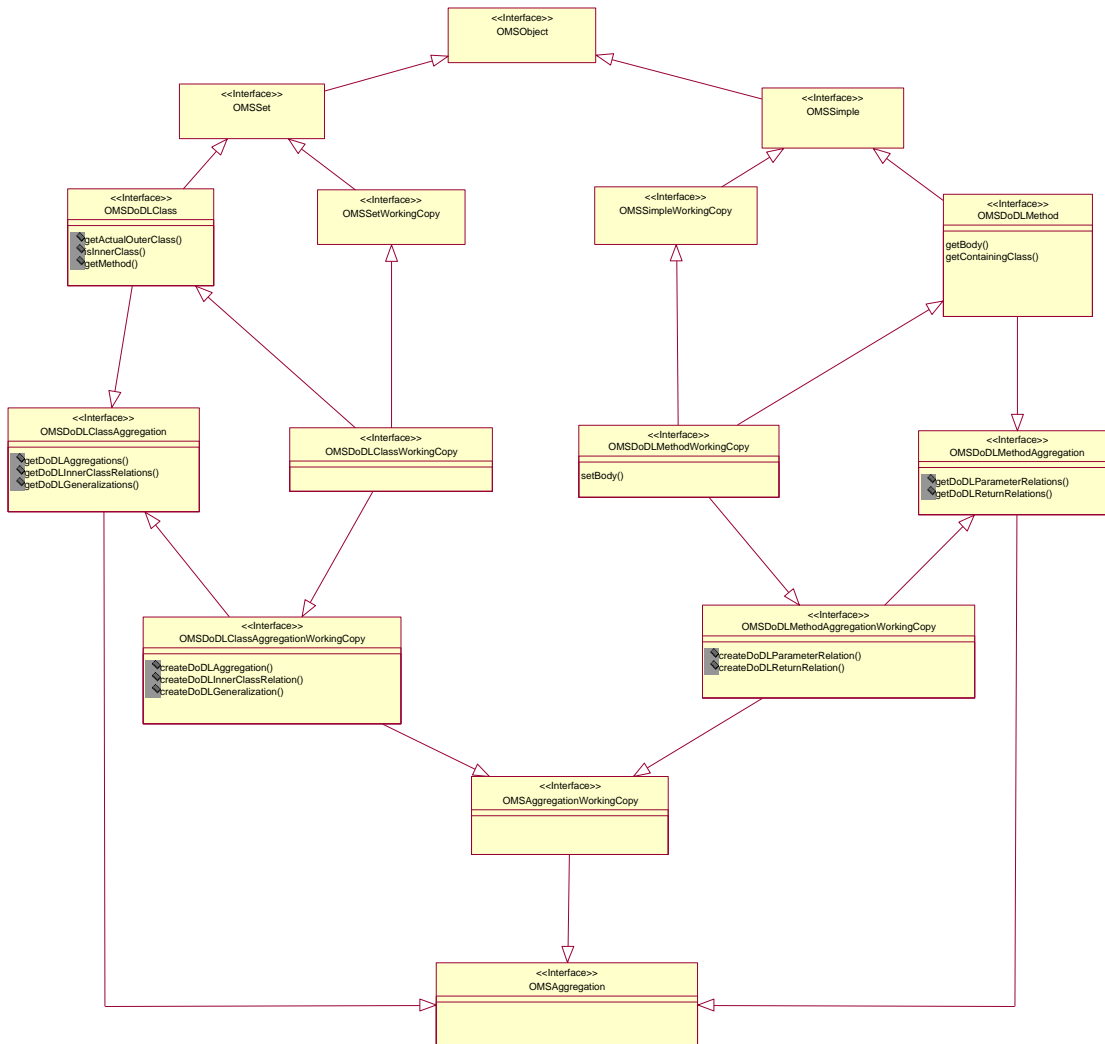 <<Interface>>
OMSObject
<<Interface>>
OMSSet
<<Interface>>
OMSSimple
<<Interface>>
OMSDoDLClass
getActualOuterClass()
isInnerClass()
getMethod()
<<Interface>>
OMSSetWorkingCopy
<<Interface>>
OMSSimpleWorkingCopy
<<Interface>>
OMSDoDLMethod
getBody()
getContainingClass()
<<Interface>>
OMSDoDLClassAggregation
getDoDLAggregations()
getDoDLInnerClassRelations()
getDoDLGeneralizations()
<<Interface>>
OMSDoDLClassWorkingCopy
<<Interface>>
OMSDoDLMethodWorkingCopy
setBody()
<<Interface>>
OMSDoDLMethodAggregation
getDoDLParameterRelations()
getDoDLReturnRelations()
<<Interface>>
OMSDoDLClassAggregationWorkingCopy
createDoDLAggregation()
createDoDLInnerClassRelation()
createDoDLGeneralization()
<<Interface>>
OMSDoDLMethodAggregationWorkingCopy
createDoDLParameterRelation()
createDoDLReturnRelation()
<<Interface>>
OMSAggregationWorkingCopy
<<Interface>>
OMSAggregation